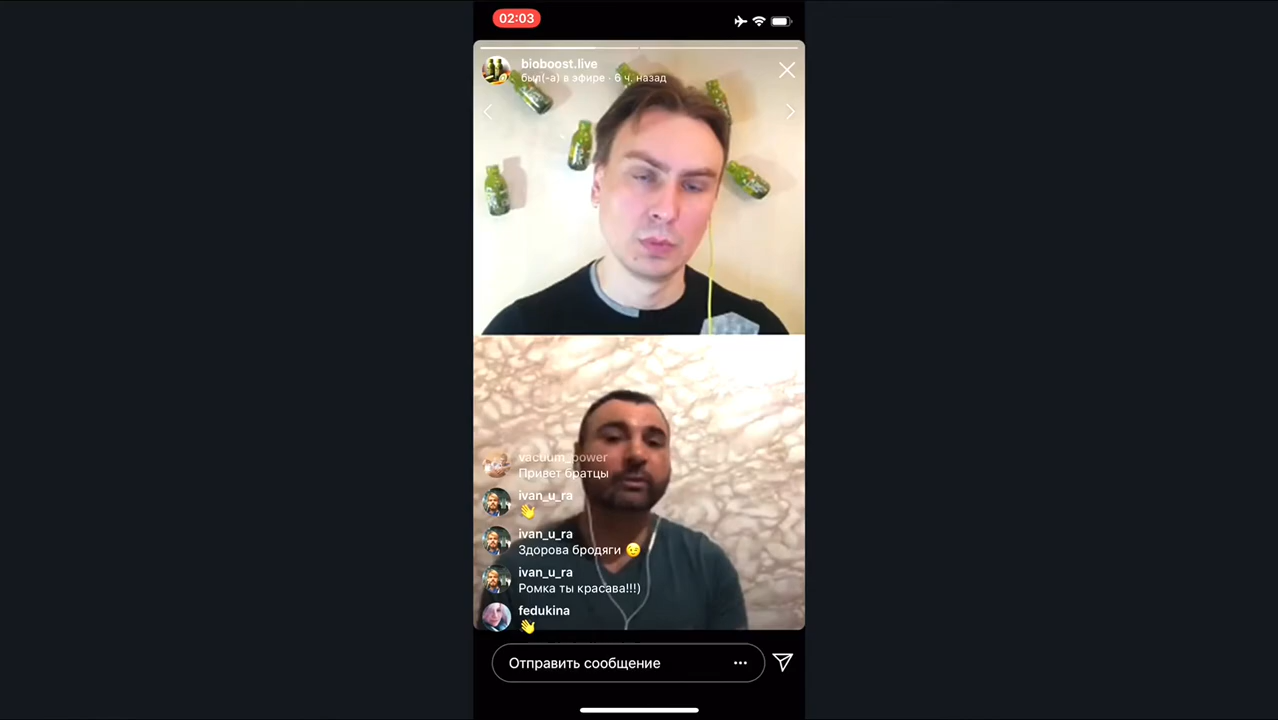 02:03
bioboost.live
был(-а) в эфире · 6 ч. назад
vacuum_power
Привет братцы
ivan_u_ra
👋
ivan_u_ra
Здорова бродяги 😉
ivan_u_ra
Ромка ты красава!!!)
fedukina
👋
Отправить сообщение